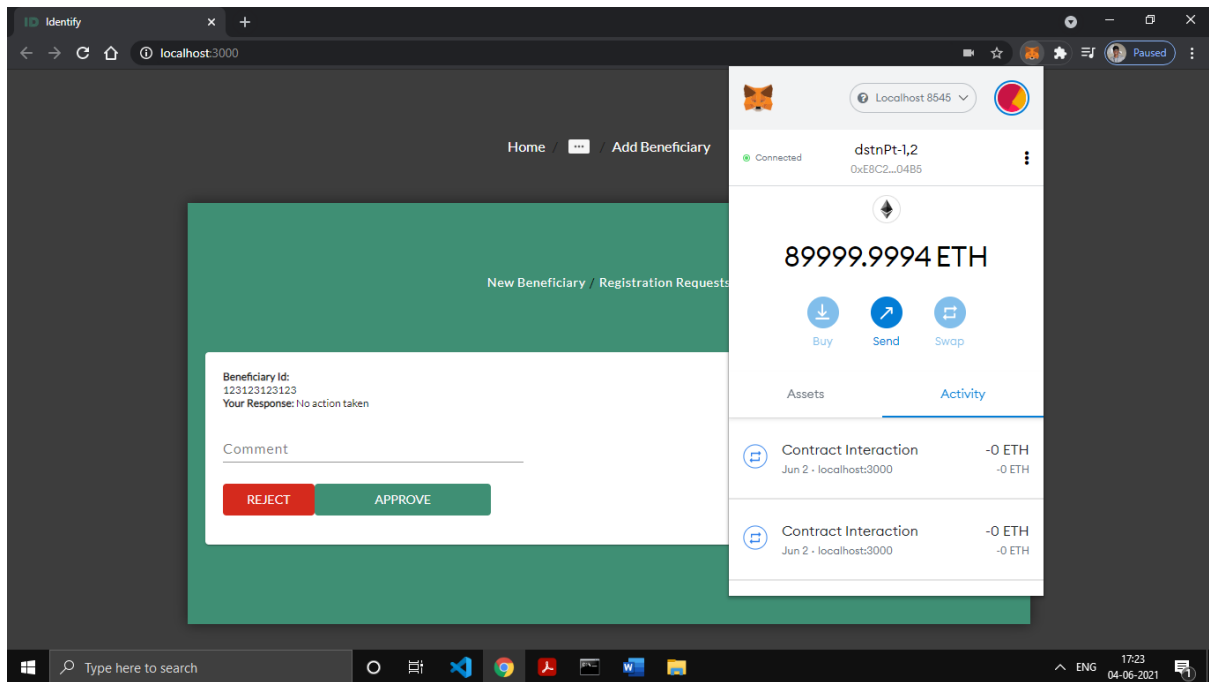 ID Identify
localhost:3000
Paused
Localhost 8545
Home / ... / Add Beneficiary
Connected
dstnPt-1,2
0xE8C2...04B5
89999.9994 ETH
New Beneficiary / Registration Requests
Buy Send Swap
Assets Activity
Beneficiary Id:
123123123123
Your Response: No action taken
Comment
REJECT APPROVE
Contract Interaction -0 ETH
Jun 2 · localhost:3000 -0 ETH
Contract Interaction -0 ETH
Jun 2 · localhost:3000 -0 ETH
Type here to search
ENG
17:23
04-06-2021
1